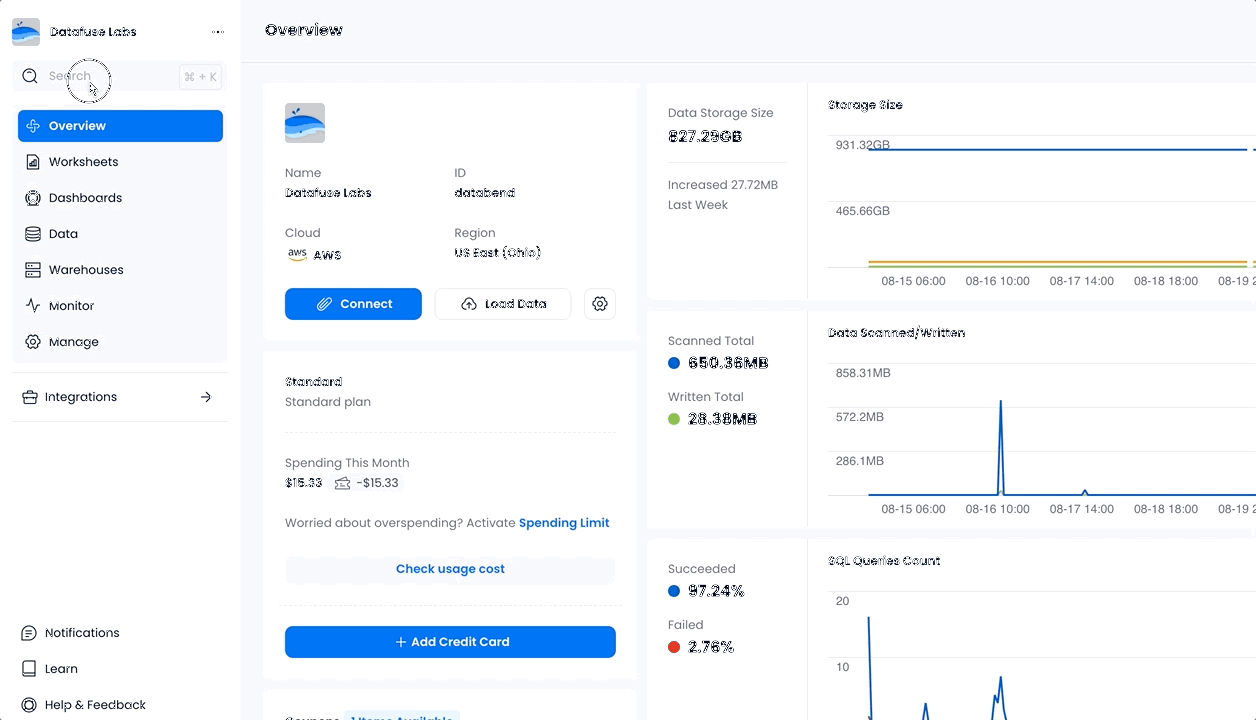 Datafuse Labs
Search
⌘ + K
Overview
Worksheets
Dashboards
Data
Warehouses
Monitor
Manage
Integrations
Notifications
Learn
Help & Feedback
Overview
Name
Datafuse Labs
ID
databend
Cloud
aws AWS
Region
US East (Ohio)
Connect
Load Data
Standard
Standard plan
Spending This Month
$15.33 -$15.33
Worried about overspending? Activate Spending Limit
Check usage cost
+ Add Credit Card
Coupons 1 Items Available
Data Storage Size
827.29GB
Increased 27.72MB
Last Week
Storage Size
931.32GB
465.66GB
08-15 06:00 08-16 10:00 08-17 14:00 08-18 18:00 08-19
Scanned Total
650.36MB
Written Total
28.38MB
Data Scanned/Written
858.31MB
572.2MB
286.1MB
08-15 06:00 08-16 10:00 08-17 14:00 08-18 18:00 08-19
Succeeded
97.24%
Failed
2.76%
SQL Queries Count
20
10